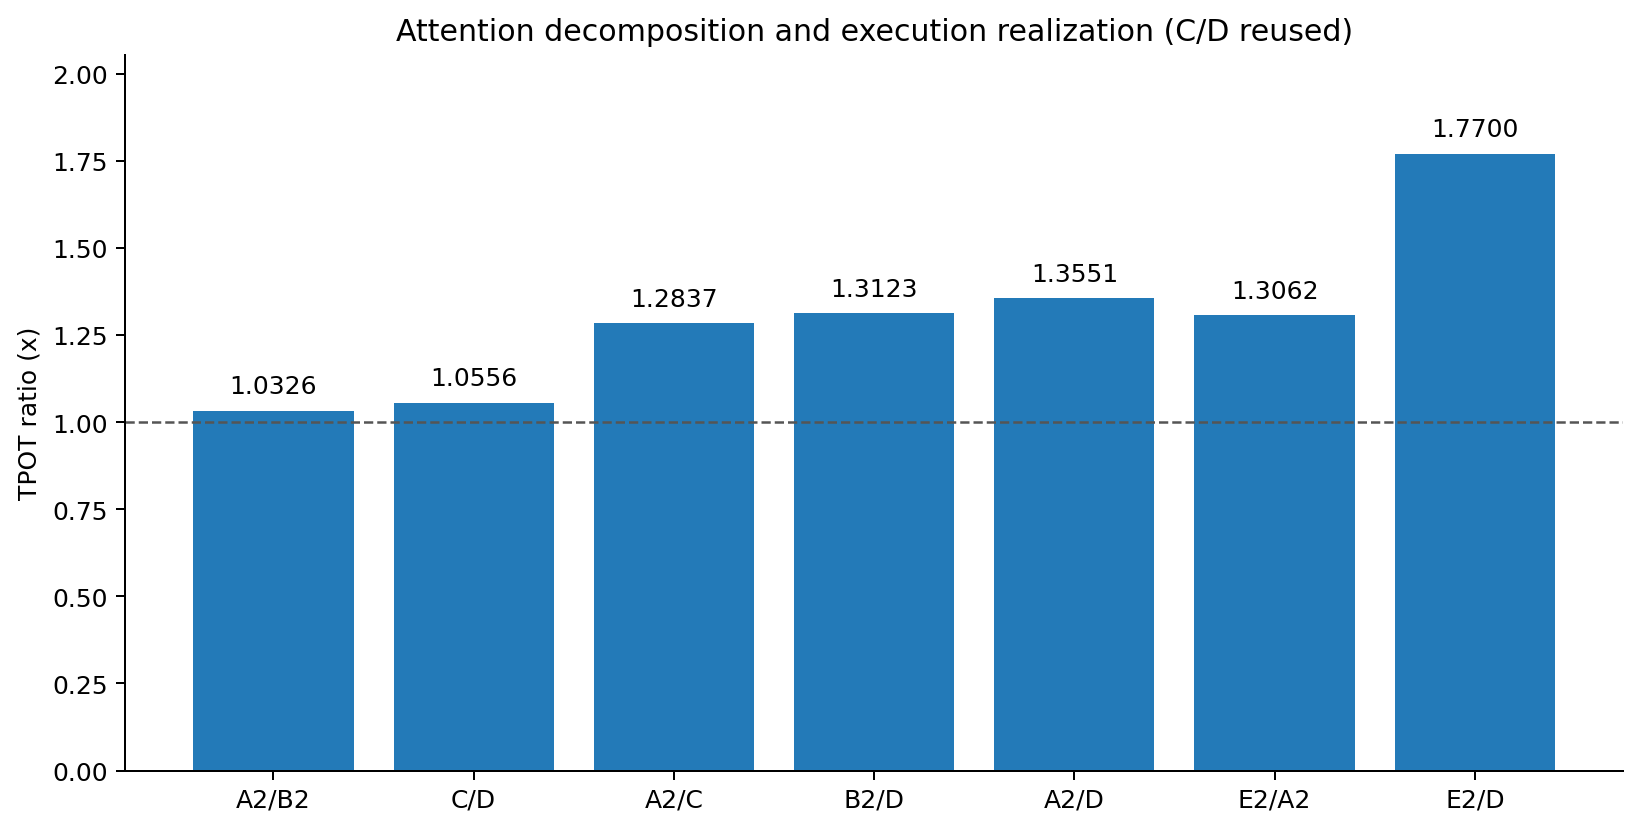 Attention decomposition and execution realization (C/D reused)
TPOT ratio (x)
2.00
1.75
1.50
1.25
1.00
0.75
0.50
0.25
0.00
1.0326
1.0556
1.2837
1.3123
1.3551
1.3062
1.7700
A2/B2
C/D
A2/C
B2/D
A2/D
E2/A2
E2/D